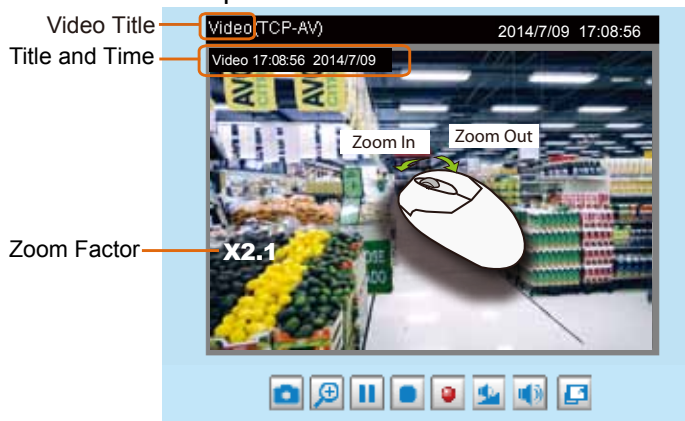 Video Title
Video(TCP-AV) 2014/7/09 17:08:56
Title and Time
Video 17:08:56 2014/7/09
Zoom In Zoom Out
Zoom Factor
X2.1